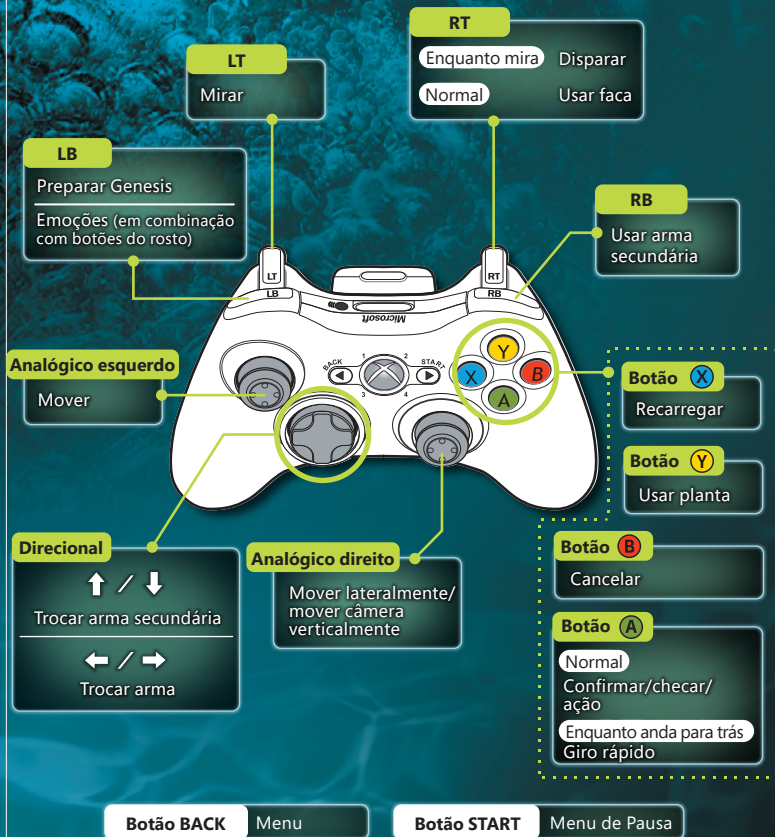 RT
Enquanto mira Disparar
Normal Usar faca
LT
Mirar
LB
Preparar Genesis
Emoções (em combinação
com botões do rosto)
RB
Usar arma
secundária
LT
RT
LB
RB
Microsoft
BACK
1
2
START
3
4
Y
X
B
A
Analógico esquerdo
Mover
Botão X
Recarregar
Botão Y
Usar planta
Direcional
/
Trocar arma secundária
/
Trocar arma
Analógico direito
Mover lateralmente/
mover câmera
verticalmente
Botão B
Cancelar
Botão A
Normal
Confirmar/checar/
ação
Enquanto anda para trás
Giro rápido
Botão BACK Menu
Botão START Menu de Pausa